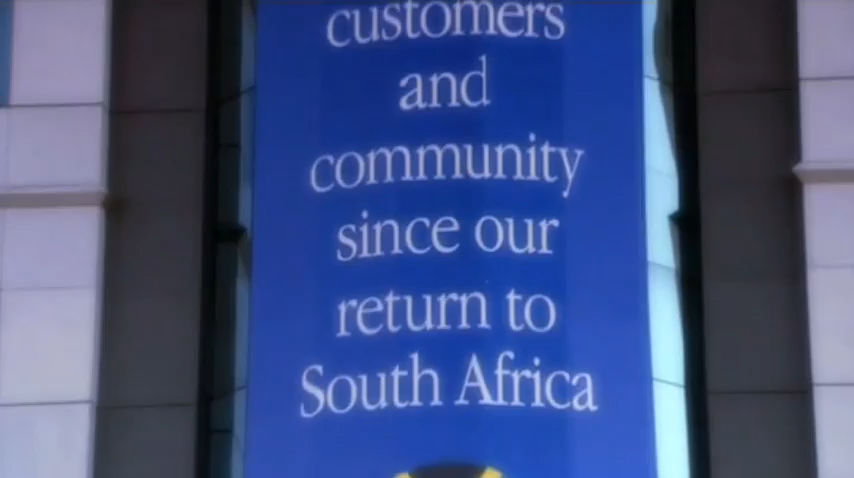 customers
and
community
since our
return to
South Africa